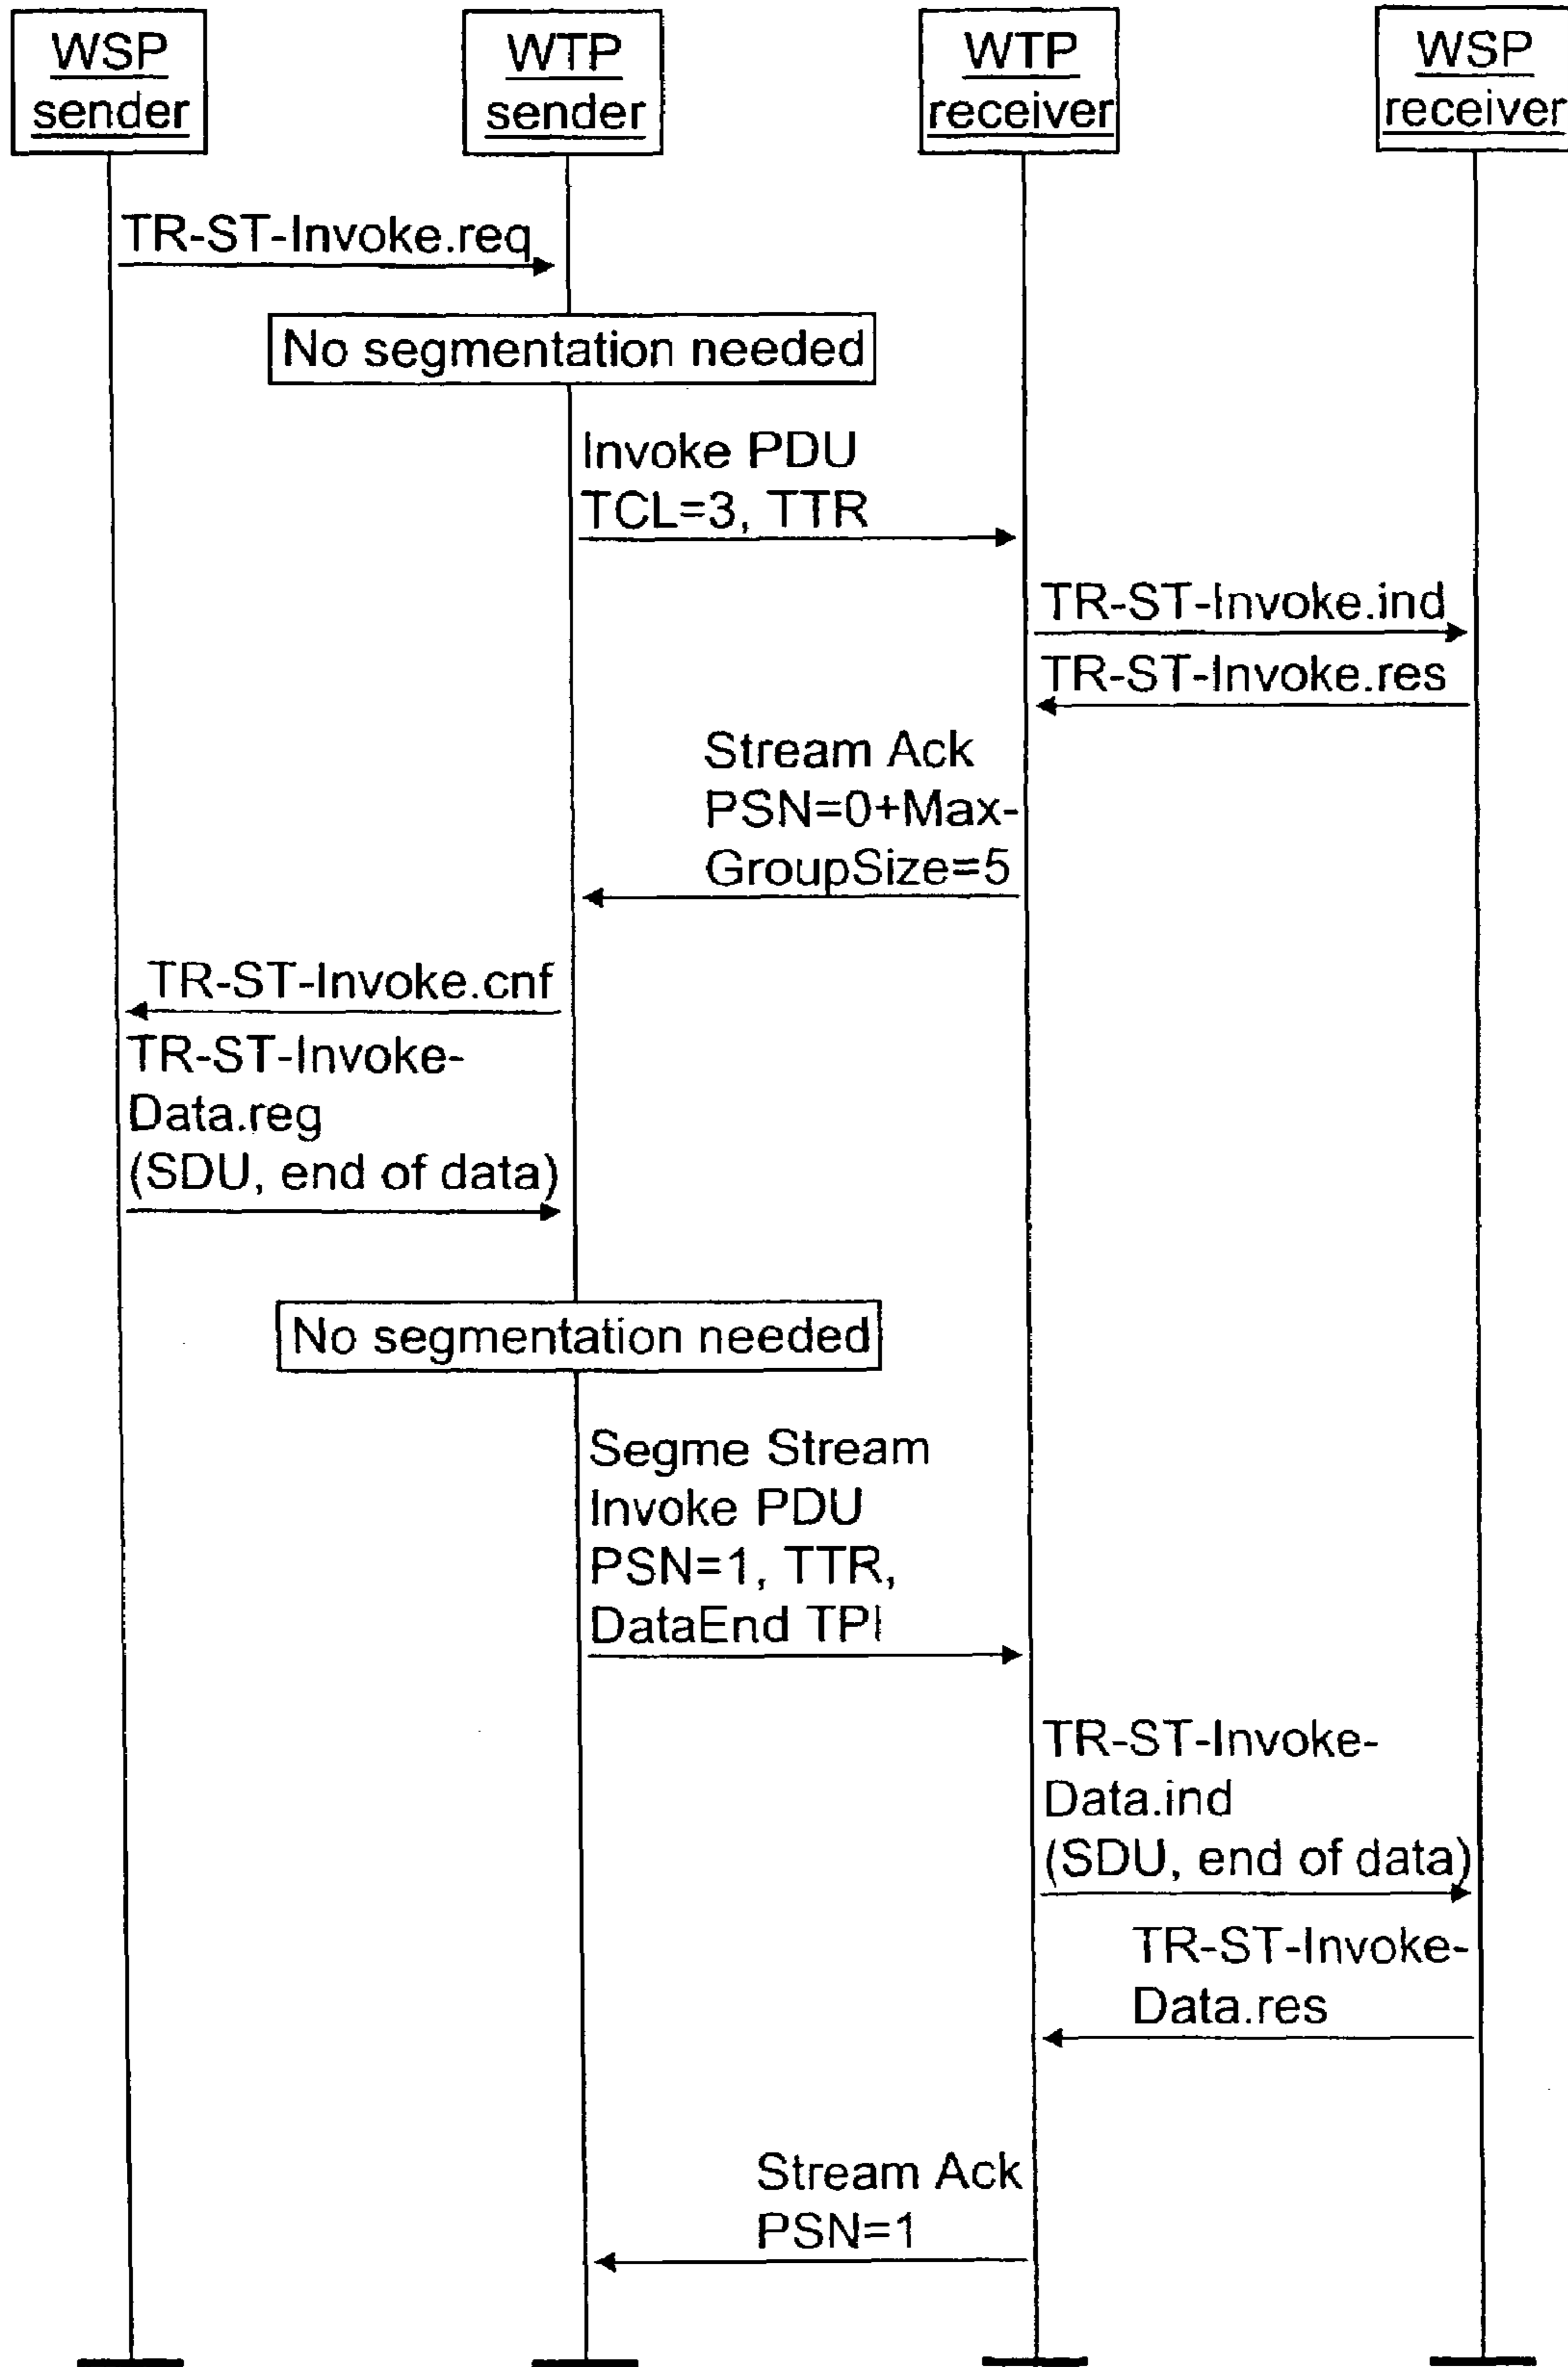 WSP
sender
WTP
sender
WTP
receiver
WSP
receiver
TR-ST-Invoke.req
No segmentation needed
Invoke PDU
TCL=3, TTR
TR-ST-Invoke.ind
TR-ST-Invoke.res
Stream Ack
PSN=0+Max-
GroupSize=5
TR-ST-Invoke.cnf
TR-ST-Invoke-
Data.reg
(SDU, end of data)
No segmentation needed
Segme Stream
Invoke PDU
PSN=1, TTR,
DataEnd TPI
TR-ST-Invoke-
Data.ind
(SDU, end of data)
TR-ST-Invoke-
Data.res
Stream Ack
PSN=1